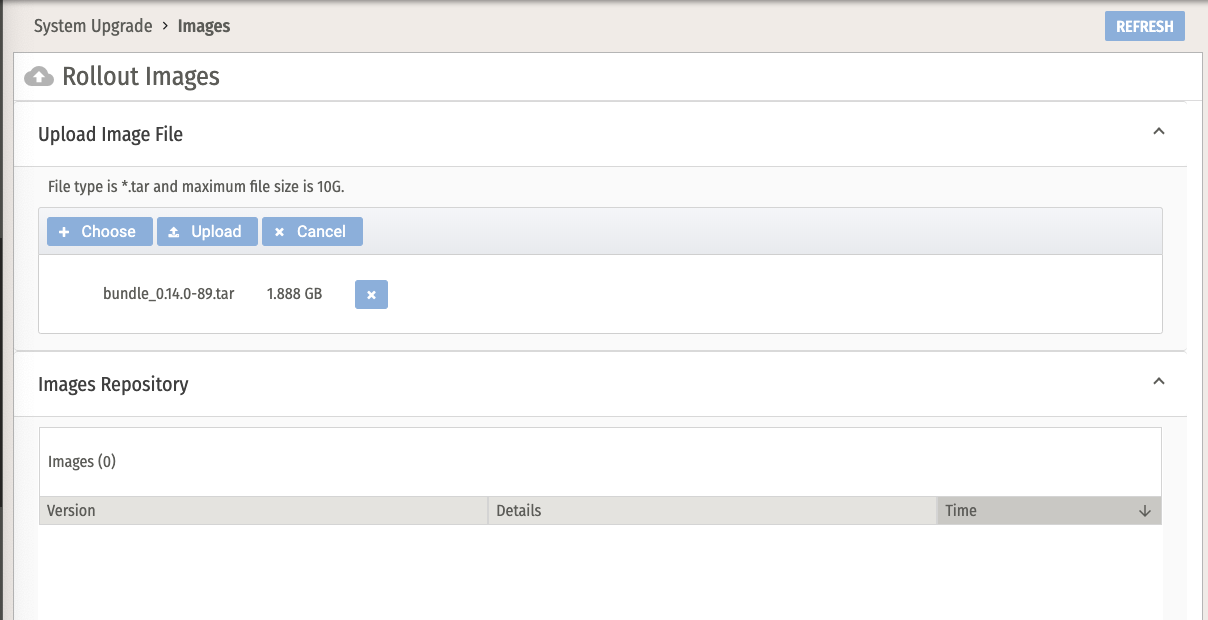 System Upgrade › Images
REFRESH
Rollout Images
Upload Image File
File type is *.tar and maximum file size is 10G.
+ Choose Upload × Cancel
bundle_0.14.0-89.tar 1.888 GB ×
Images Repository
Images (0)
Version Details Time ↓